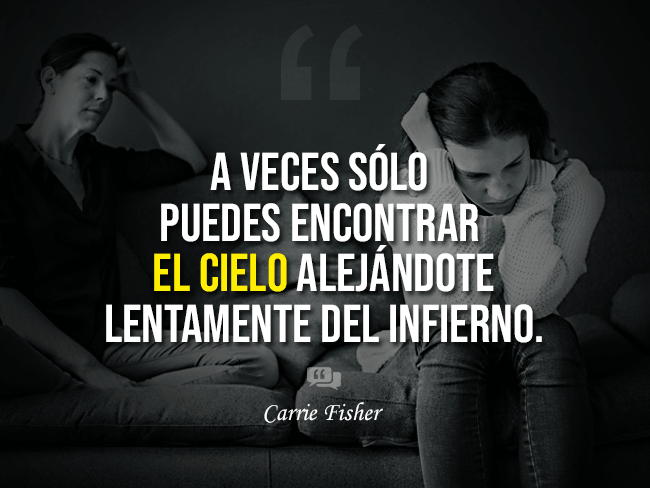 A VECES SÓLO
PUEDES ENCONTRAR
EL CIELO ALEJÁNDOTE
LENTAMENTE DEL INFIERNO.
Carrie Fisher